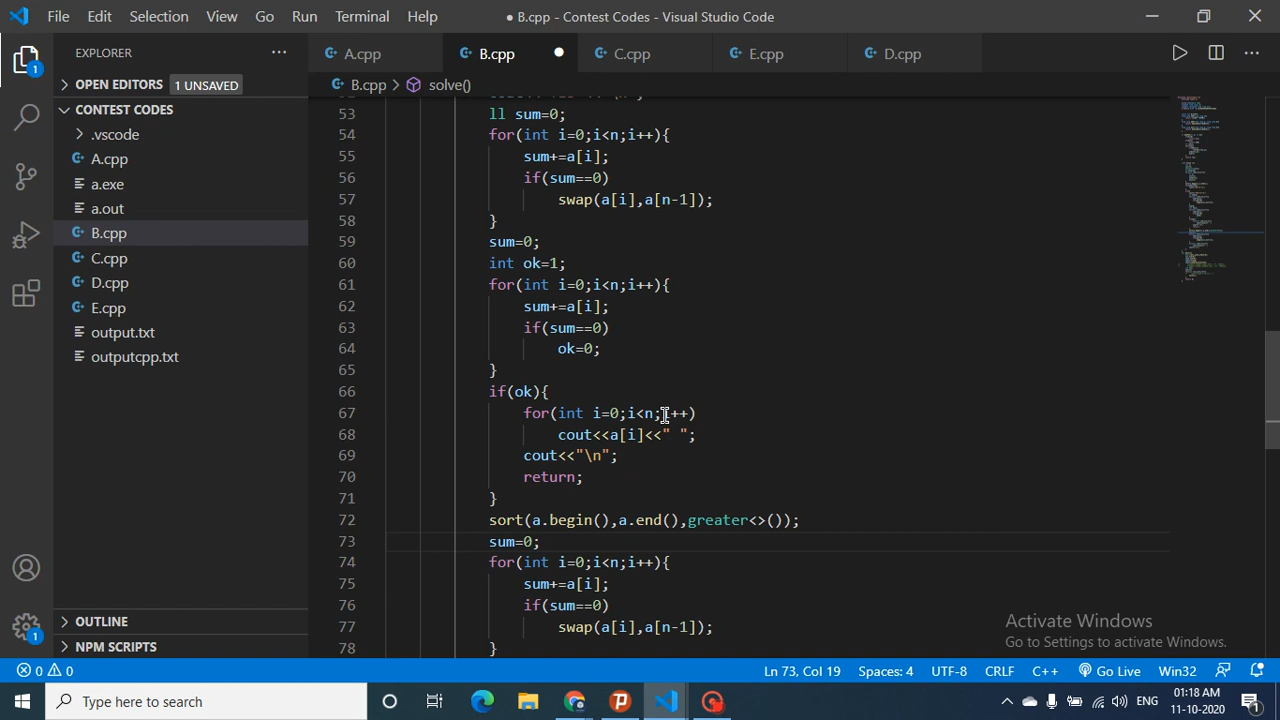 File Edit Selection View Go Run Terminal Help
● B.cpp - Contest Codes - Visual Studio Code
EXPLORER ...
A.cpp B.cpp C.cpp E.cpp D.cpp
OPEN EDITORS 1 UNSAVED
B.cpp > solve()
CONTEST CODES
.vscode
A.cpp
a.exe
a.out
B.cpp
C.cpp
D.cpp
E.cpp
output.txt
outputcpp.txt
OUTLINE
NPM SCRIPTS
1
1
53 ll sum=0;
54 for(int i=0;i<n;i++){
55 sum+=a[i];
56 if(sum==0)
57 swap(a[i],a[n-1]);
58 }
59 sum=0;
60 int ok=1;
61 for(int i=0;i<n;i++){
62 sum+=a[i];
63 if(sum==0)
64 ok=0;
65 }
66 if(ok){
67 for(int i=0;i<n;i++)
68 cout<<a[i]<<" ";
69 cout<<"\n";
70 return;
71 }
72 sort(a.begin(),a.end(),greater<>());
73 sum=0;
74 for(int i=0;i<n;i++){
75 sum+=a[i];
76 if(sum==0)
77 swap(a[i],a[n-1]);
78 }
Activate Windows
Go to Settings to activate Windows.
0 0 Ln 73, Col 19 Spaces: 4 UTF-8 CRLF C++ Go Live Win32
Type here to search
ENG
01:18 AM
11-10-2020
1